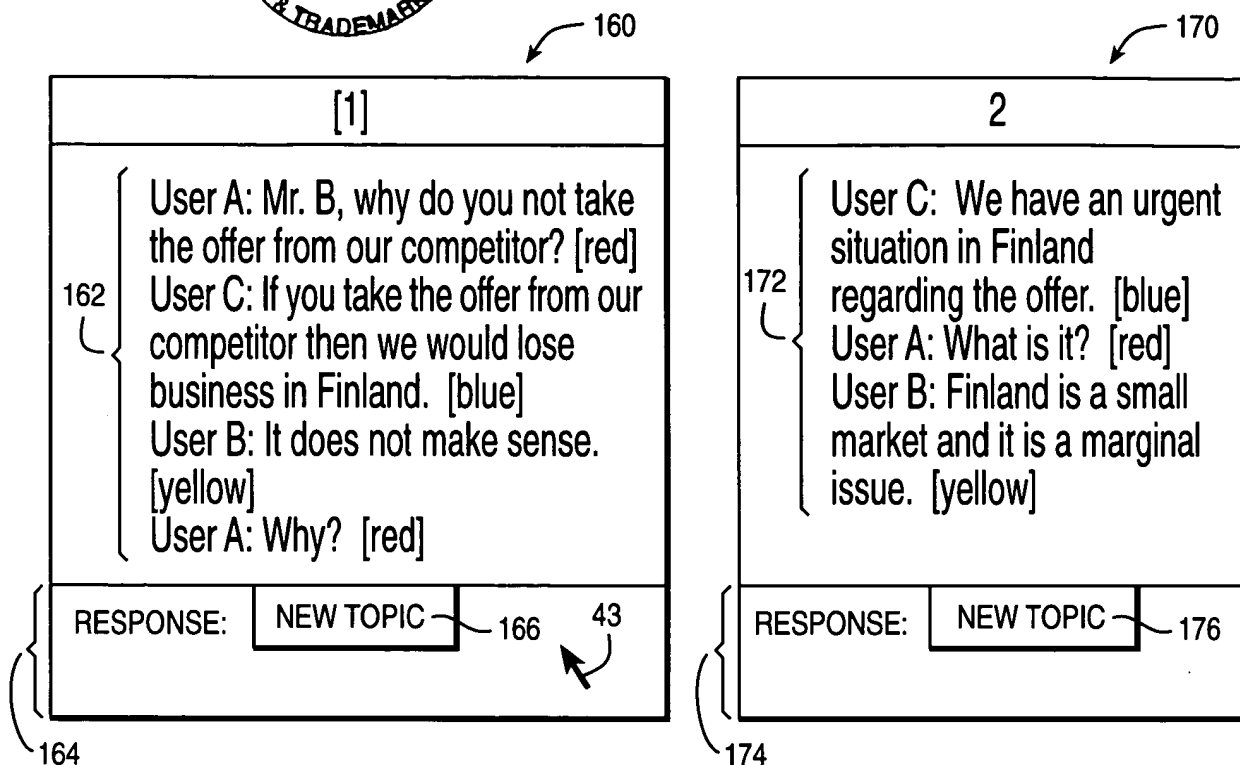 & TRADEMARK
160
170
[1]
2
162
User A: Mr. B, why do you not take
the offer from our competitor? [red]
User C: If you take the offer from our
competitor then we would lose
business in Finland. [blue]
User B: It does not make sense.
[yellow]
User A: Why? [red]
172
User C: We have an urgent
situation in Finland
regarding the offer. [blue]
User A: What is it? [red]
User B: Finland is a small
market and it is a marginal
issue. [yellow]
RESPONSE:
NEW TOPIC
166
43
164
RESPONSE:
NEW TOPIC
176
174